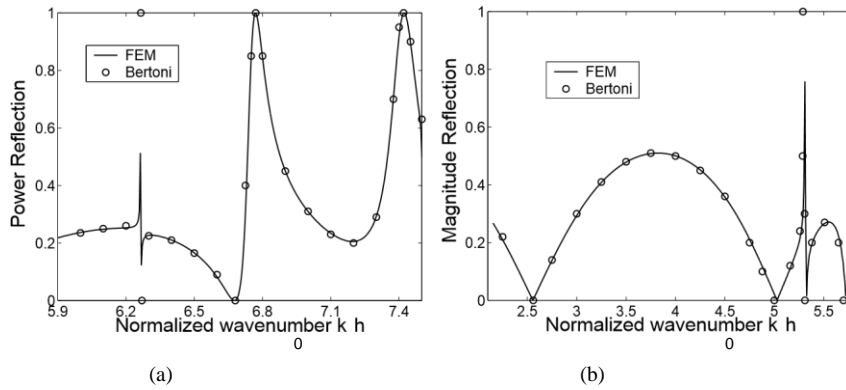 1
0.8
0.6
0.4
0.2
0
Power Reflection
FEM
Bertoni
5.9 6.2 6.5 6.8 7.1 7.4
Normalized wavenumber k h
0
(a)
1
0.8
0.6
0.4
0.2
0
Magnitude Reflection
FEM
Bertoni
2.5 3 3.5 4 4.5 5 5.5
Normalized wavenumber k h
0
(b)